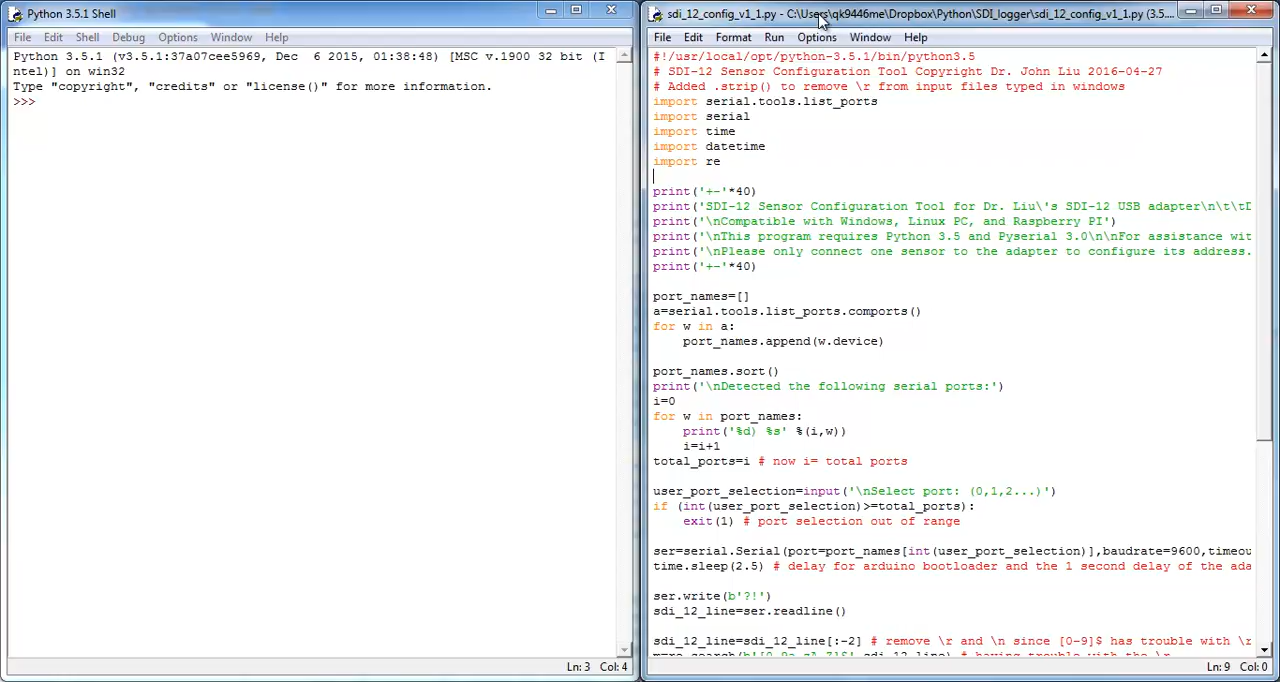 Python 3.5.1 Shell
File Edit Shell Debug Options Window Help
Python 3.5.1 (v3.5.1:37a07cee5969, Dec  6 2015, 01:38:48) [MSC v.1900 32 bit (I
ntel)] on win32
Type "copyright", "credits" or "license()" for more information.
>>>
Ln: 3 Col: 4
sdi_12_config_v1_1.py - C:\Users\qk9446me\Dropbox\Python\SDI_logger\sdi_12_config_v1_1.py (3.5....
File Edit Format Run Options Window Help
#!/usr/local/opt/python-3.5.1/bin/python3.5
# SDI-12 Sensor Configuration Tool Copyright Dr. John Liu 2016-04-27
# Added .strip() to remove \r from input files typed in windows
import serial.tools.list_ports
import serial
import time
import datetime
import re
print('+-'*40)
print('SDI-12 Sensor Configuration Tool for Dr. Liu\'s SDI-12 USB adapter\n\t\tD
print('\nCompatible with Windows, Linux PC, and Raspberry PI')
print('\nThis program requires Python 3.5 and Pyserial 3.0\n\nFor assistance wit
print('\nPlease only connect one sensor to the adapter to configure its address.
print('+-'*40)
port_names=[]
a=serial.tools.list_ports.comports()
for w in a:
    port_names.append(w.device)
port_names.sort()
print('\nDetected the following serial ports:')
i=0
for w in port_names:
    print('%d) %s' %(i,w))
    i=i+1
total_ports=i # now i= total ports
user_port_selection=input('\nSelect port: (0,1,2...)')
if (int(user_port_selection)>=total_ports):
    exit(1) # port selection out of range
ser=serial.Serial(port=port_names[int(user_port_selection)],baudrate=9600,timeou
time.sleep(2.5) # delay for arduino bootloader and the 1 second delay of the ada
ser.write(b'?!')
sdi_12_line=ser.readline()
sdi_12_line=sdi_12_line[:-2] # remove \r and \n since [0-9]$ has trouble with \r
Ln: 9 Col: 0